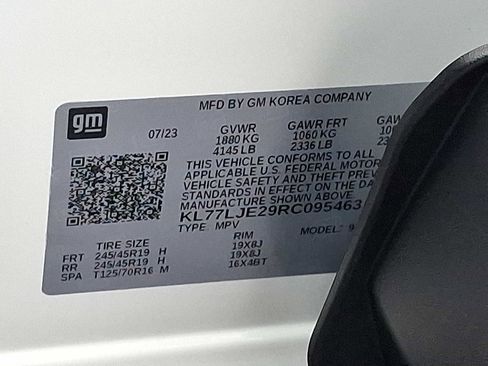 gm
MFD BY GM KOREA COMPANY
07/23 GVWR GAWR FRT
1880 KG 1060 KG
4145 LB 2336 LB
THIS VEHICLE CONFORMS TO ALL
APPLICABLE U.S. FEDERAL MOTOR
VEHICLE SAFETY AND THEFT
STANDARDS IN EFFECT ON THE
MANUFACTURE SHOWN ABOVE.
KL77LJE29RC095463
TYPE MPV MODEL:
TIRE SIZE RIM
FRT 245/45R19 H 19X8J
RR 245/45R19 H 19X8J
SPA T125/70R16 M 16X4BT